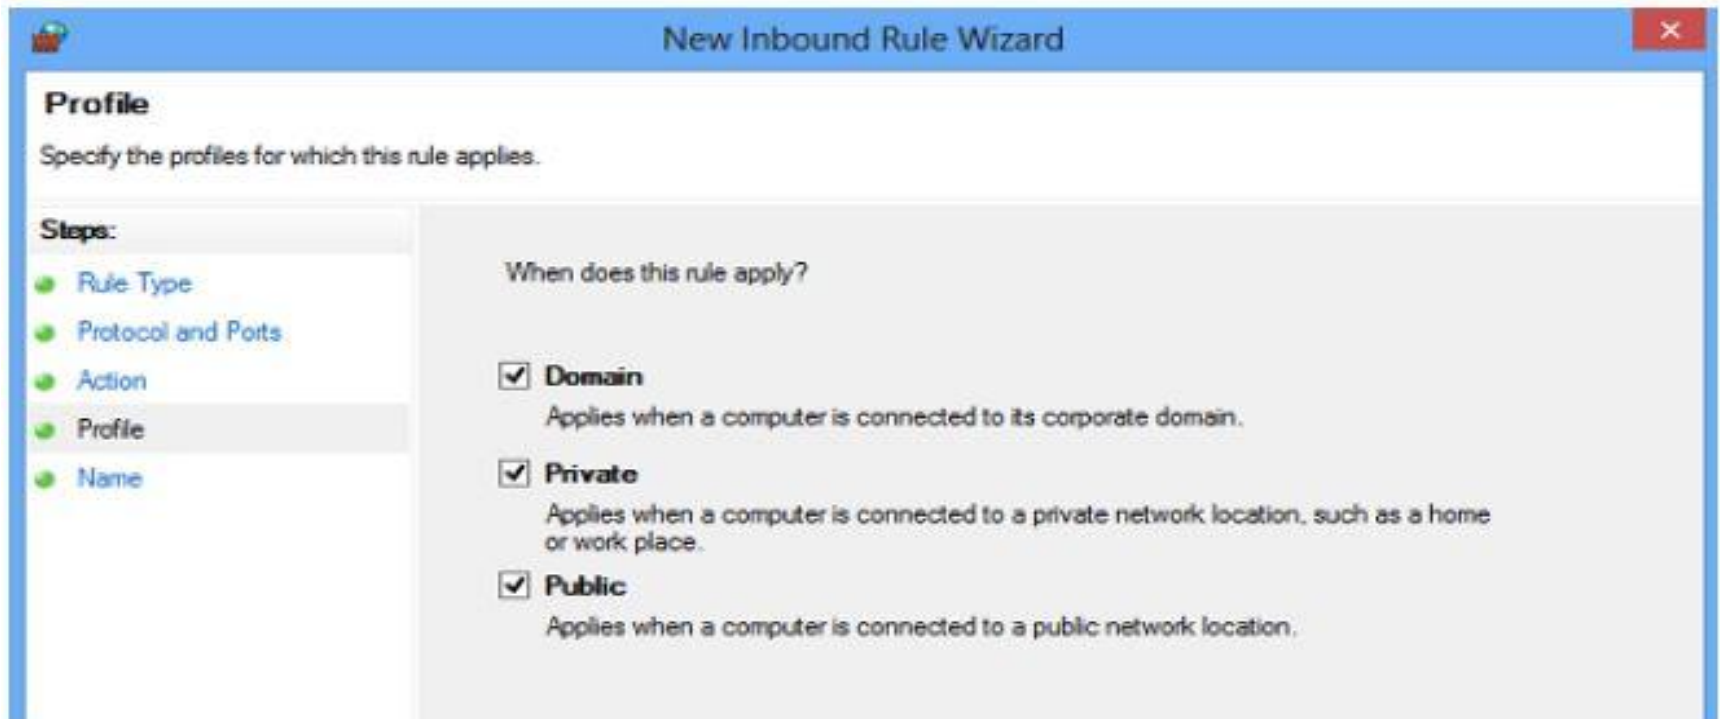 New Inbound Rule Wizard
Profile
Specify the profiles for which this rule applies.
Steps:
Rule Type
Protocol and Ports
Action
Profile
Name
When does this rule apply?
Domain
Applies when a computer is connected to its corporate domain.
Private
Applies when a computer is connected to a private network location, such as a home
or work place.
Public
Applies when a computer is connected to a public network location.